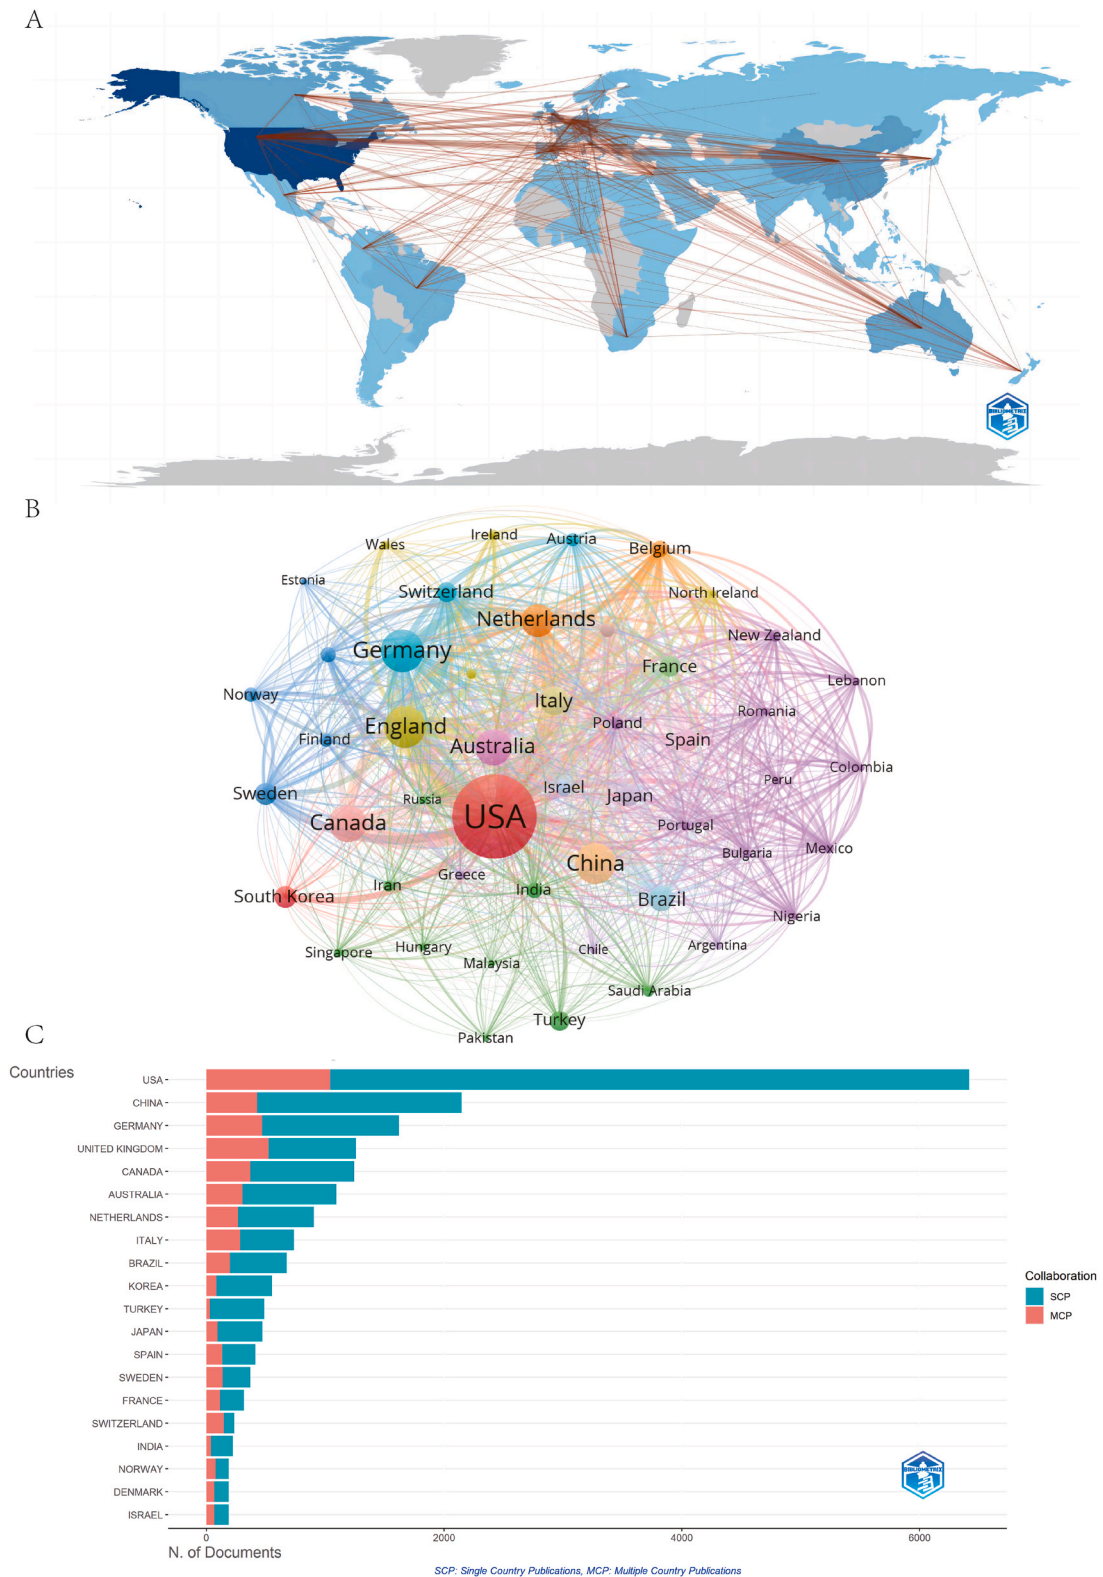 A
BIBLIOMETRIX
B
Wales
Ireland
Austria
Belgium
Estonia
Switzerland
North Ireland
Netherlands
New Zealand
Germany
France
Lebanon
Norway
Italy
Romania
England
Poland
Finland
Australia
Spain
Colombia
Sweden
Russia
Israel
Japan
Peru
USA
Canada
Portugal
Bulgaria
Mexico
China
Greece
Iran
India
South Korea
Brazil
Nigeria
Singapore
Hungary
Chile
Argentina
Malaysia
Saudi Arabia
Turkey
Pakistan
C
Countries
USA
CHINA
GERMANY
UNITED KINGDOM
CANADA
AUSTRALIA
NETHERLANDS
ITALY
BRAZIL
KOREA
TURKEY
JAPAN
SPAIN
SWEDEN
FRANCE
SWITZERLAND
INDIA
NORWAY
DENMARK
ISRAEL
Collaboration
SCP
MCP
BIBLIOMETRIX
0 2000 4000 6000
N. of Documents
SCP: Single Country Publications, MCP: Multiple Country Publications